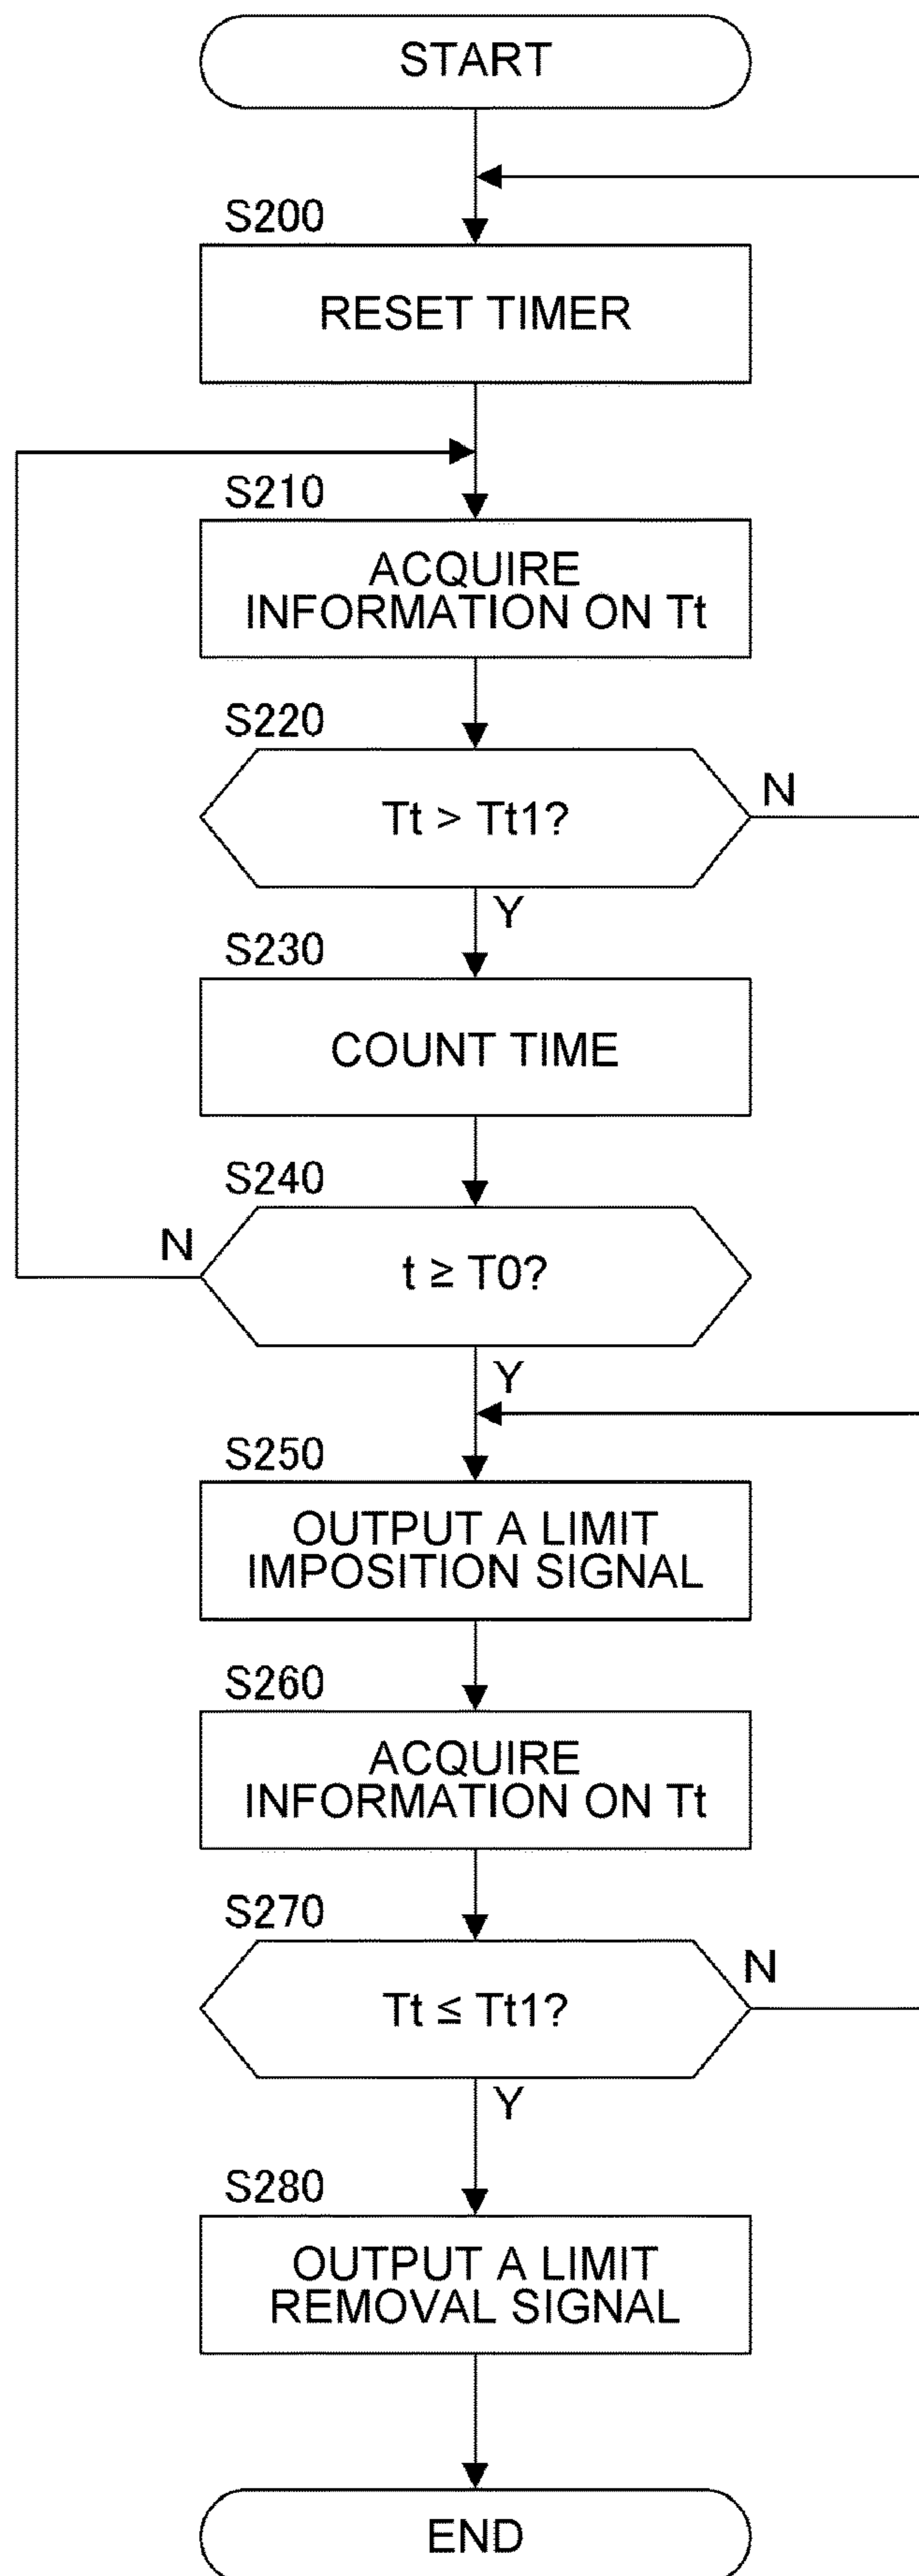 START
S200
RESET TIMER
S210
ACQUIRE
INFORMATION ON Tt
S220
Tt > Tt1?
N
Y
S230
COUNT TIME
S240
N
t ≥ T0?
Y
S250
OUTPUT A LIMIT
IMPOSITION SIGNAL
S260
ACQUIRE
INFORMATION ON Tt
S270
N
Tt ≤ Tt1?
Y
S280
OUTPUT A LIMIT
REMOVAL SIGNAL
END